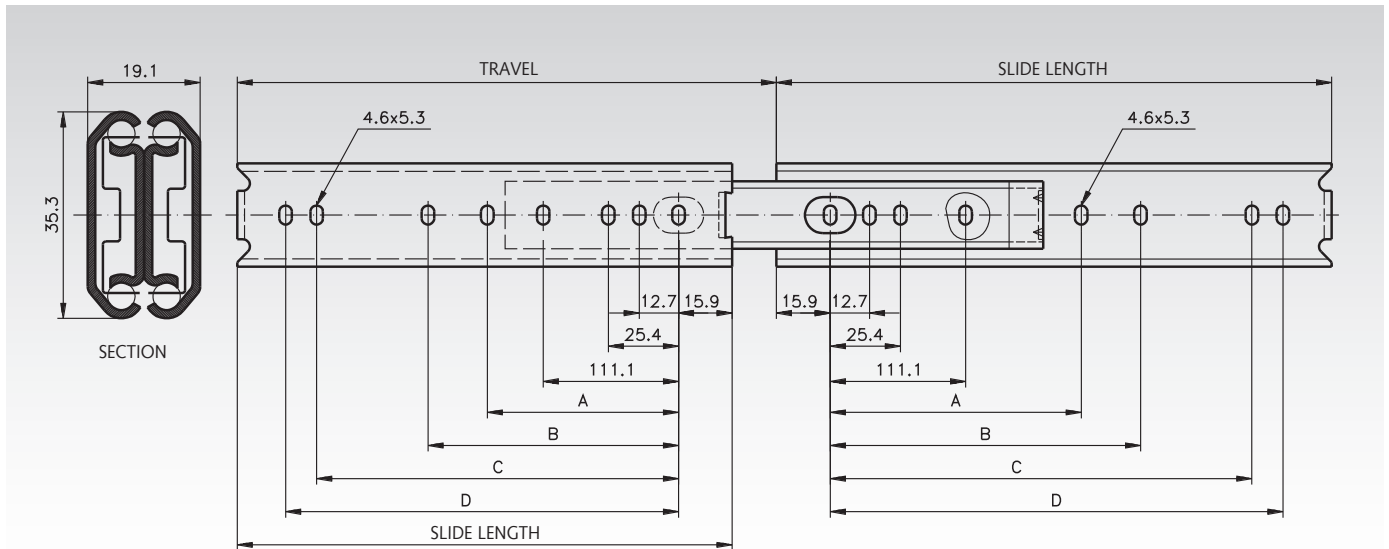 19.1
TRAVEL
SLIDE LENGTH
4.6x5.3
4.6x5.3
35.3
12.7
15.9
15.9
12.7
SECTION
25.4
25.4
111.1
111.1
A
A
B
B
C
C
D
D
SLIDE LENGTH